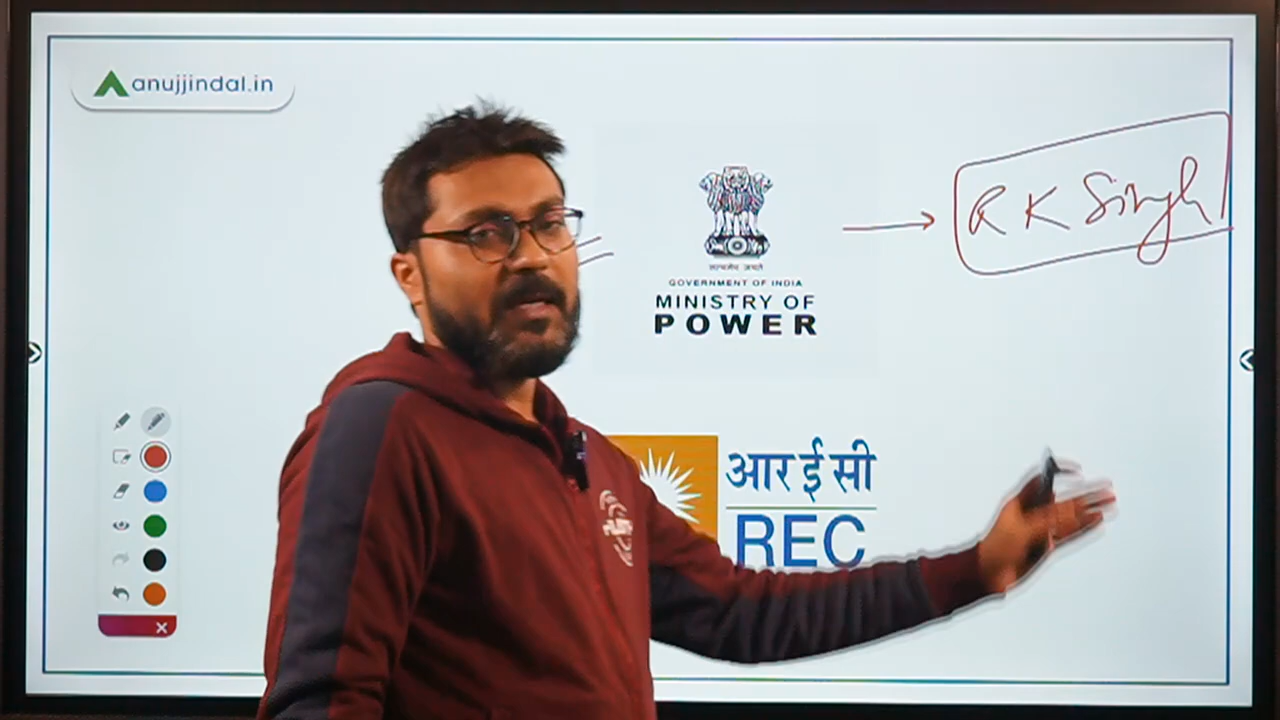 anujjindal.in
R K Singh
सत्यमेव जयते
GOVERNMENT OF INDIA
MINISTRY OF
POWER
आर ई सी
REC